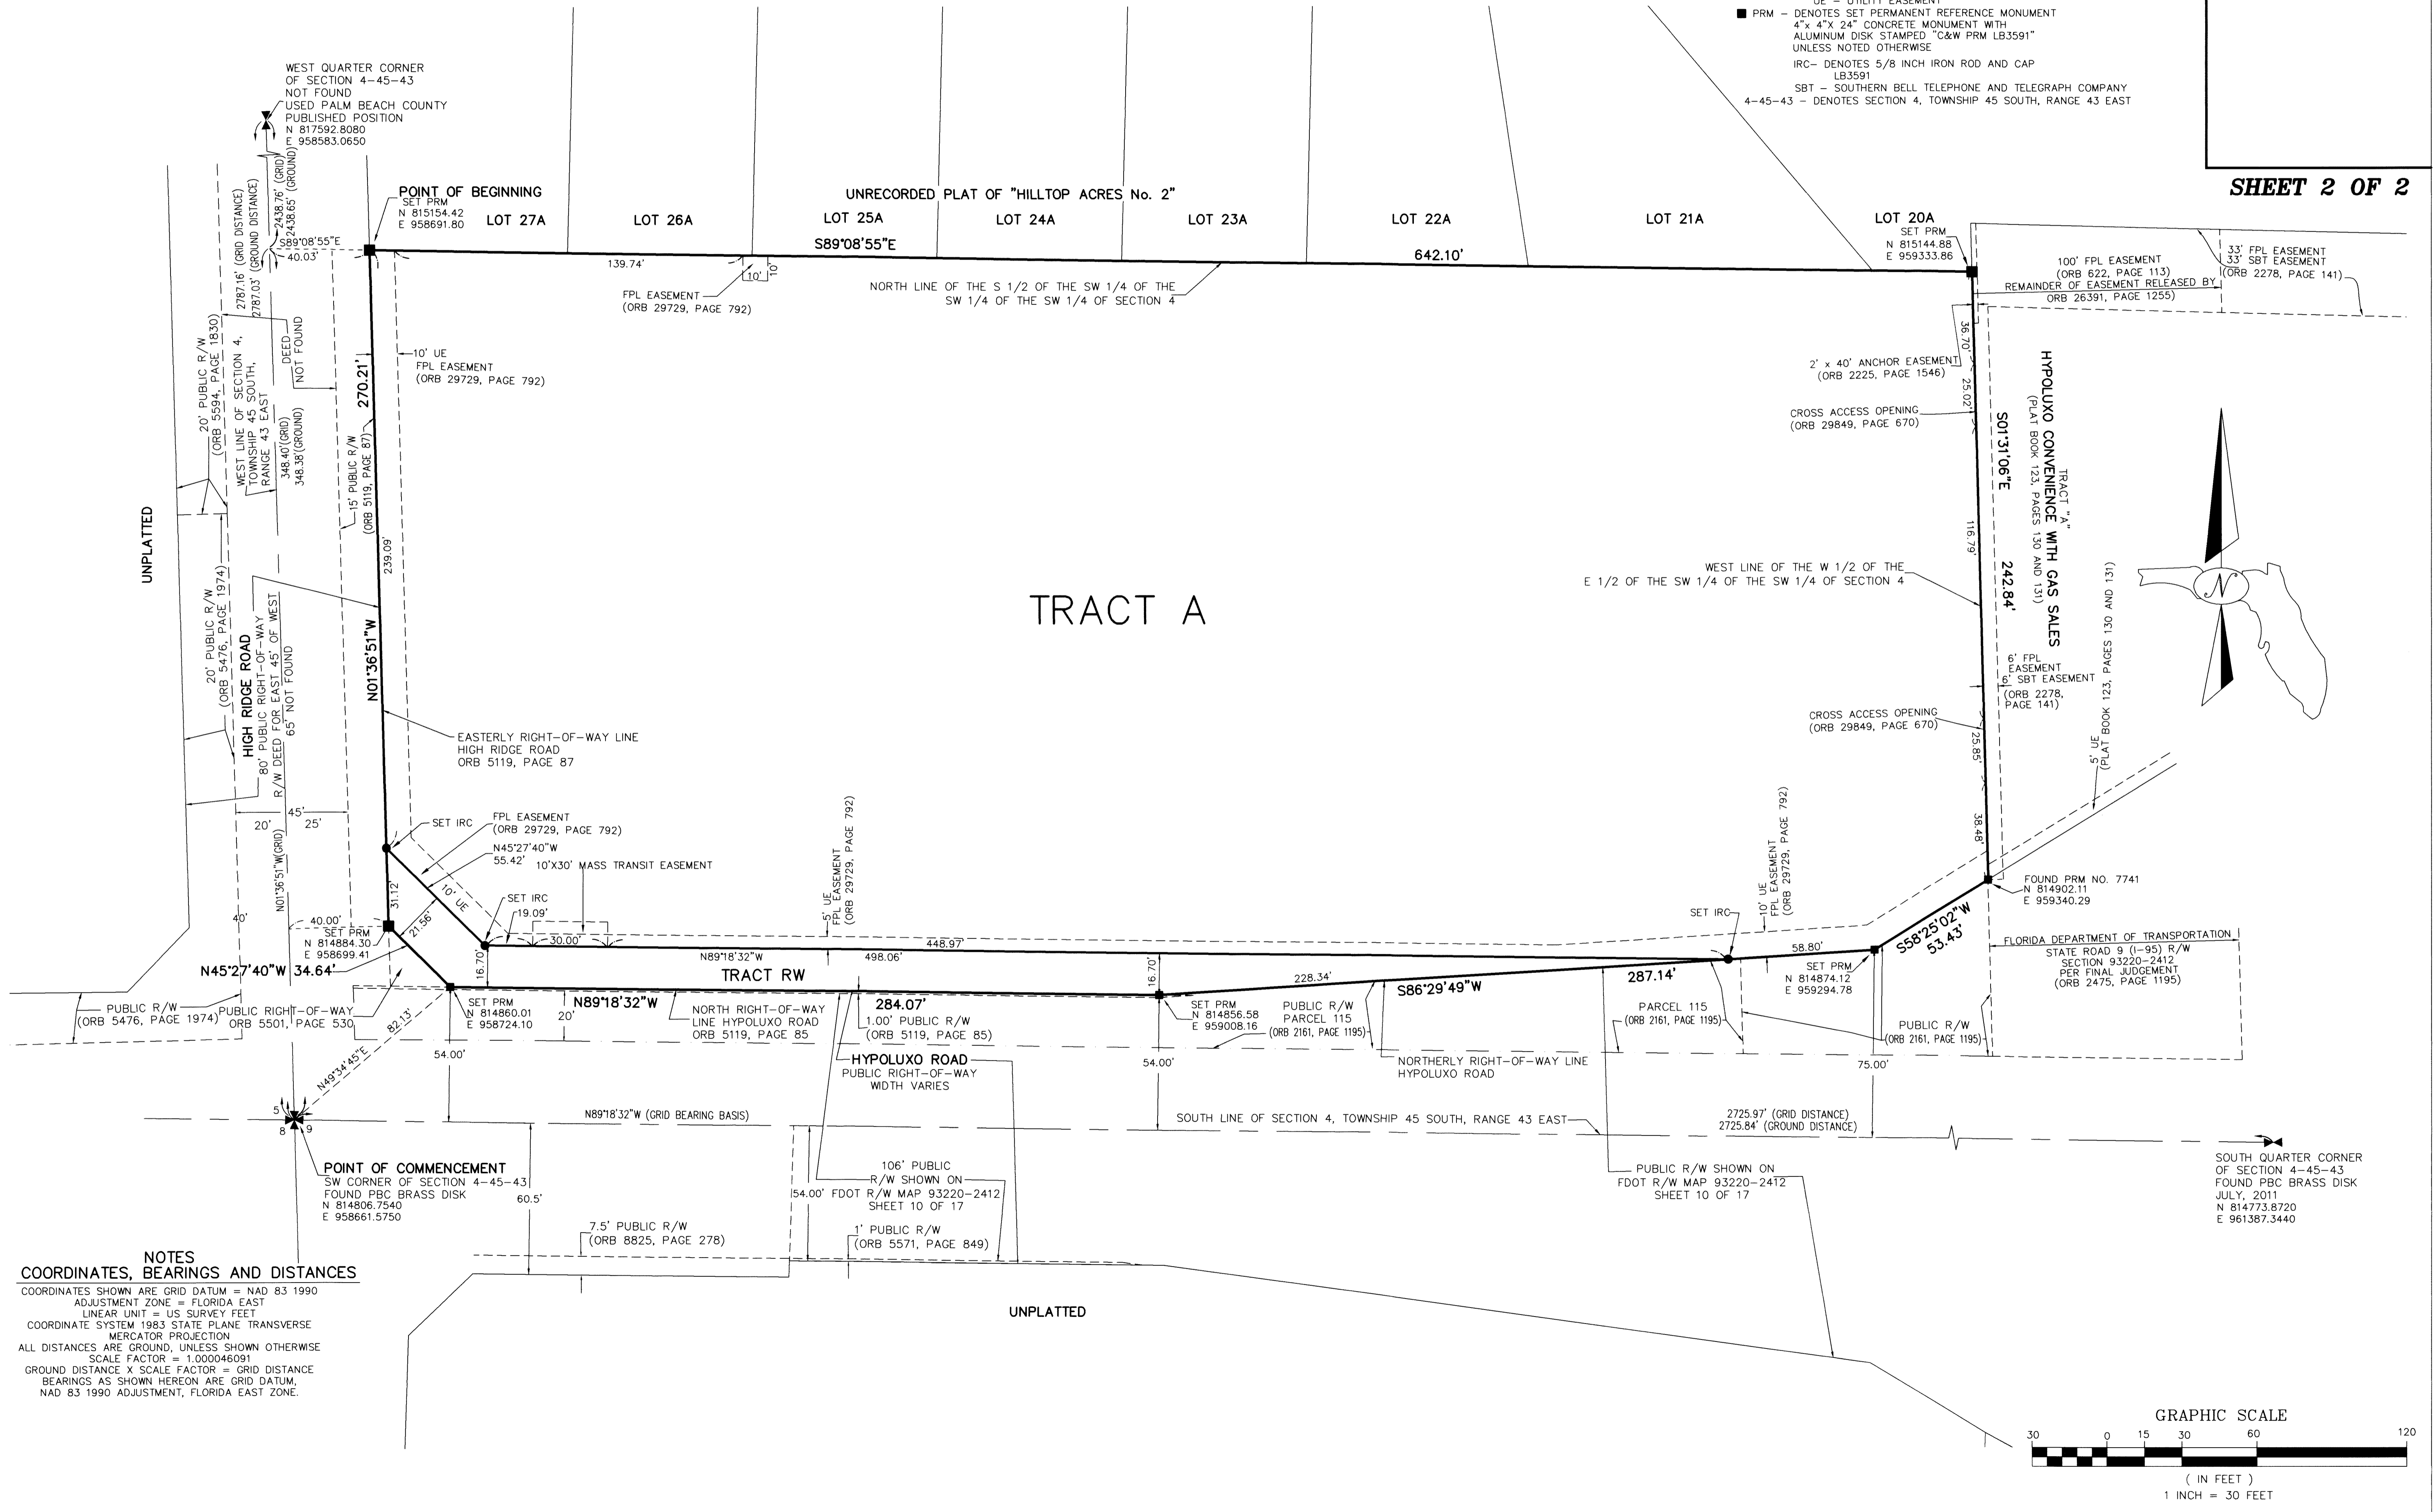 UE - UTILITY EASEMENT
PRM - DENOTES SET PERMANENT REFERENCE MONUMENT
4"x 4"X 24" CONCRETE MONUMENT WITH
ALUMINUM DISK STAMPED "C&W PRM LB3591"
UNLESS NOTED OTHERWISE
IRC- DENOTES 5/8 INCH IRON ROD AND CAP
LB3591
SBT - SOUTHERN BELL TELEPHONE AND TELEGRAPH COMPANY
4-45-43 - DENOTES SECTION 4, TOWNSHIP 45 SOUTH, RANGE 43 EAST
SHEET 2 OF 2
WEST QUARTER CORNER
OF SECTION 4-45-43
NOT FOUND
USED PALM BEACH COUNTY
PUBLISHED POSITION
N 817592.8080
E 958583.0650
2438.76' (GRID)
2438.65' (GROUND)
2787.16' (GRID DISTANCE)
2787.03' (GROUND DISTANCE)
S89°08'55"E
40.03'
POINT OF BEGINNING
SET PRM
N 815154.42
E 958691.80
UNRECORDED PLAT OF "HILLTOP ACRES No. 2"
LOT 27A
LOT 26A
LOT 25A
LOT 24A
LOT 23A
LOT 22A
LOT 21A
LOT 20A
S89°08'55"E
642.10'
139.74'
10'
10'
FPL EASEMENT
(ORB 29729, PAGE 792)
NORTH LINE OF THE S 1/2 OF THE SW 1/4 OF THE
SW 1/4 OF THE SW 1/4 OF SECTION 4
SET PRM
N 815144.88
E 959333.86
33' FPL EASEMENT
33' SBT EASEMENT
(ORB 2278, PAGE 141)
100' FPL EASEMENT
(ORB 622, PAGE 113)
REMAINDER OF EASEMENT RELEASED BY
ORB 26391, PAGE 1255)
36.70'
2' x 40' ANCHOR EASEMENT
(ORB 2225, PAGE 1546)
25.02'
CROSS ACCESS OPENING
(ORB 29849, PAGE 670)
S01°31'06"E
242.84'
TRACT "A"
HYPOLUXO CONVENIENCE WITH GAS SALES
(PLAT BOOK 123, PAGES 130 AND 131)
116.79'
WEST LINE OF THE W 1/2 OF THE
E 1/2 OF THE SW 1/4 OF THE SW 1/4 OF SECTION 4
6' FPL
EASEMENT
6' SBT EASEMENT
(ORB 2278,
PAGE 141)
CROSS ACCESS OPENING
(ORB 29849, PAGE 670)
25.85'
38.48'
5' UE
(PLAT BOOK 123, PAGES 130 AND 131)
N
10' UE
FPL EASEMENT
(ORB 29729, PAGE 792)
270.21'
239.09'
N01°36'51"W
15' PUBLIC R/W
(ORB 5119, PAGE 87)
DEED
NOT FOUND
348.40'(GRID)
348.38'(GROUND)
WEST LINE OF SECTION 4,
TOWNSHIP 45 SOUTH,
RANGE 43 EAST
20' PUBLIC R/W
(ORB 5594, PAGE 1830)
UNPLATTED
20' PUBLIC R/W
(ORB 5476, PAGE 1974)
HIGH RIDGE ROAD
80' PUBLIC RIGHT-OF-WAY
R/W DEED FOR EAST 45' OF WEST
65' NOT FOUND
TRACT A
EASTERLY RIGHT-OF-WAY LINE
HIGH RIDGE ROAD
ORB 5119, PAGE 87
45'
20'
25'
N01°36'51"W(GRID)
SET IRC
FPL EASEMENT
(ORB 29729, PAGE 792)
N45°27'40"W
55.42'
10'X30' MASS TRANSIT EASEMENT
10' UE
31.12'
21.56'
SET IRC
19.09'
30.00'
16.70'
40'
40.00'
SET PRM
N 814884.30
E 958699.41
N45°27'40"W 34.64'
5' UE
FPL EASEMENT
(ORB 29729, PAGE 792)
448.97'
N89°18'32"W
498.06'
TRACT RW
16.70'
N89°18'32"W
284.07'
SET PRM
N 814860.01
E 958724.10
20'
NORTH RIGHT-OF-WAY
LINE HYPOLUXO ROAD
ORB 5119, PAGE 85
1.00' PUBLIC R/W
(ORB 5119, PAGE 85)
SET PRM
N 814856.58
E 959008.16
228.34'
S86°29'49"W
287.14'
PUBLIC R/W
PARCEL 115
(ORB 2161, PAGE 1195)
SET IRC
10' UE
FPL EASEMENT
(ORB 29729, PAGE 792)
58.80'
SET PRM
N 814874.12
E 959294.78
S58°25'02"W
53.43'
FOUND PRM NO. 7741
N 814902.11
E 959340.29
FLORIDA DEPARTMENT OF TRANSPORTATION
STATE ROAD 9 (I-95) R/W
SECTION 93220-2412
PER FINAL JUDGEMENT
(ORB 2475, PAGE 1195)
PARCEL 115
(ORB 2161, PAGE 1195)
PUBLIC R/W
(ORB 2161, PAGE 1195)
NORTHERLY RIGHT-OF-WAY LINE
HYPOLUXO ROAD
75.00'
PUBLIC R/W
(ORB 5476, PAGE 1974)
PUBLIC RIGHT-OF-WAY
ORB 5501, PAGE 530
82.13'
N49°34'45"E
54.00'
HYPOLUXO ROAD
PUBLIC RIGHT-OF-WAY
WIDTH VARIES
54.00'
5
8
9
N89°18'32"W (GRID BEARING BASIS)
SOUTH LINE OF SECTION 4, TOWNSHIP 45 SOUTH, RANGE 43 EAST
2725.97' (GRID DISTANCE)
2725.84' (GROUND DISTANCE)
POINT OF COMMENCEMENT
SW CORNER OF SECTION 4-45-43
FOUND PBC BRASS DISK
N 814806.7540
E 958661.5750
60.5'
7.5' PUBLIC R/W
(ORB 8825, PAGE 278)
106' PUBLIC
R/W SHOWN ON
54.00' FDOT R/W MAP 93220-2412
SHEET 10 OF 17
1' PUBLIC R/W
(ORB 5571, PAGE 849)
PUBLIC R/W SHOWN ON
FDOT R/W MAP 93220-2412
SHEET 10 OF 17
SOUTH QUARTER CORNER
OF SECTION 4-45-43
FOUND PBC BRASS DISK
JULY, 2011
N 814773.8720
E 961387.3440
UNPLATTED
NOTES
COORDINATES, BEARINGS AND DISTANCES
COORDINATES SHOWN ARE GRID DATUM = NAD 83 1990
ADJUSTMENT ZONE = FLORIDA EAST
LINEAR UNIT = US SURVEY FEET
COORDINATE SYSTEM 1983 STATE PLANE TRANSVERSE
MERCATOR PROJECTION
ALL DISTANCES ARE GROUND, UNLESS SHOWN OTHERWISE
SCALE FACTOR = 1.000046091
GROUND DISTANCE X SCALE FACTOR = GRID DISTANCE
BEARINGS AS SHOWN HEREON ARE GRID DATUM,
NAD 83 1990 ADJUSTMENT, FLORIDA EAST ZONE.
GRAPHIC SCALE
30 0 15 30 60 120
( IN FEET )
1 INCH = 30 FEET